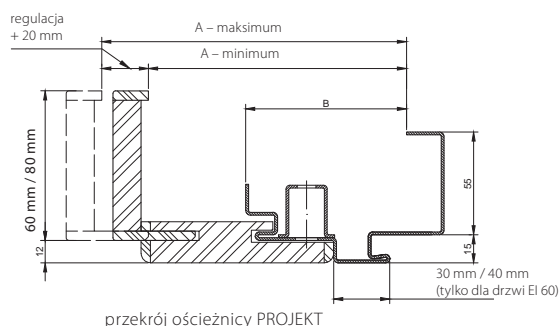 regulacja
+ 20 mm
A – maksimum
A – minimum
B
60 mm / 80 mm
12
55
15
30 mm / 40 mm
(tylko dla drzwi EI 60)
przekrój ościeżnicy PROJEKT